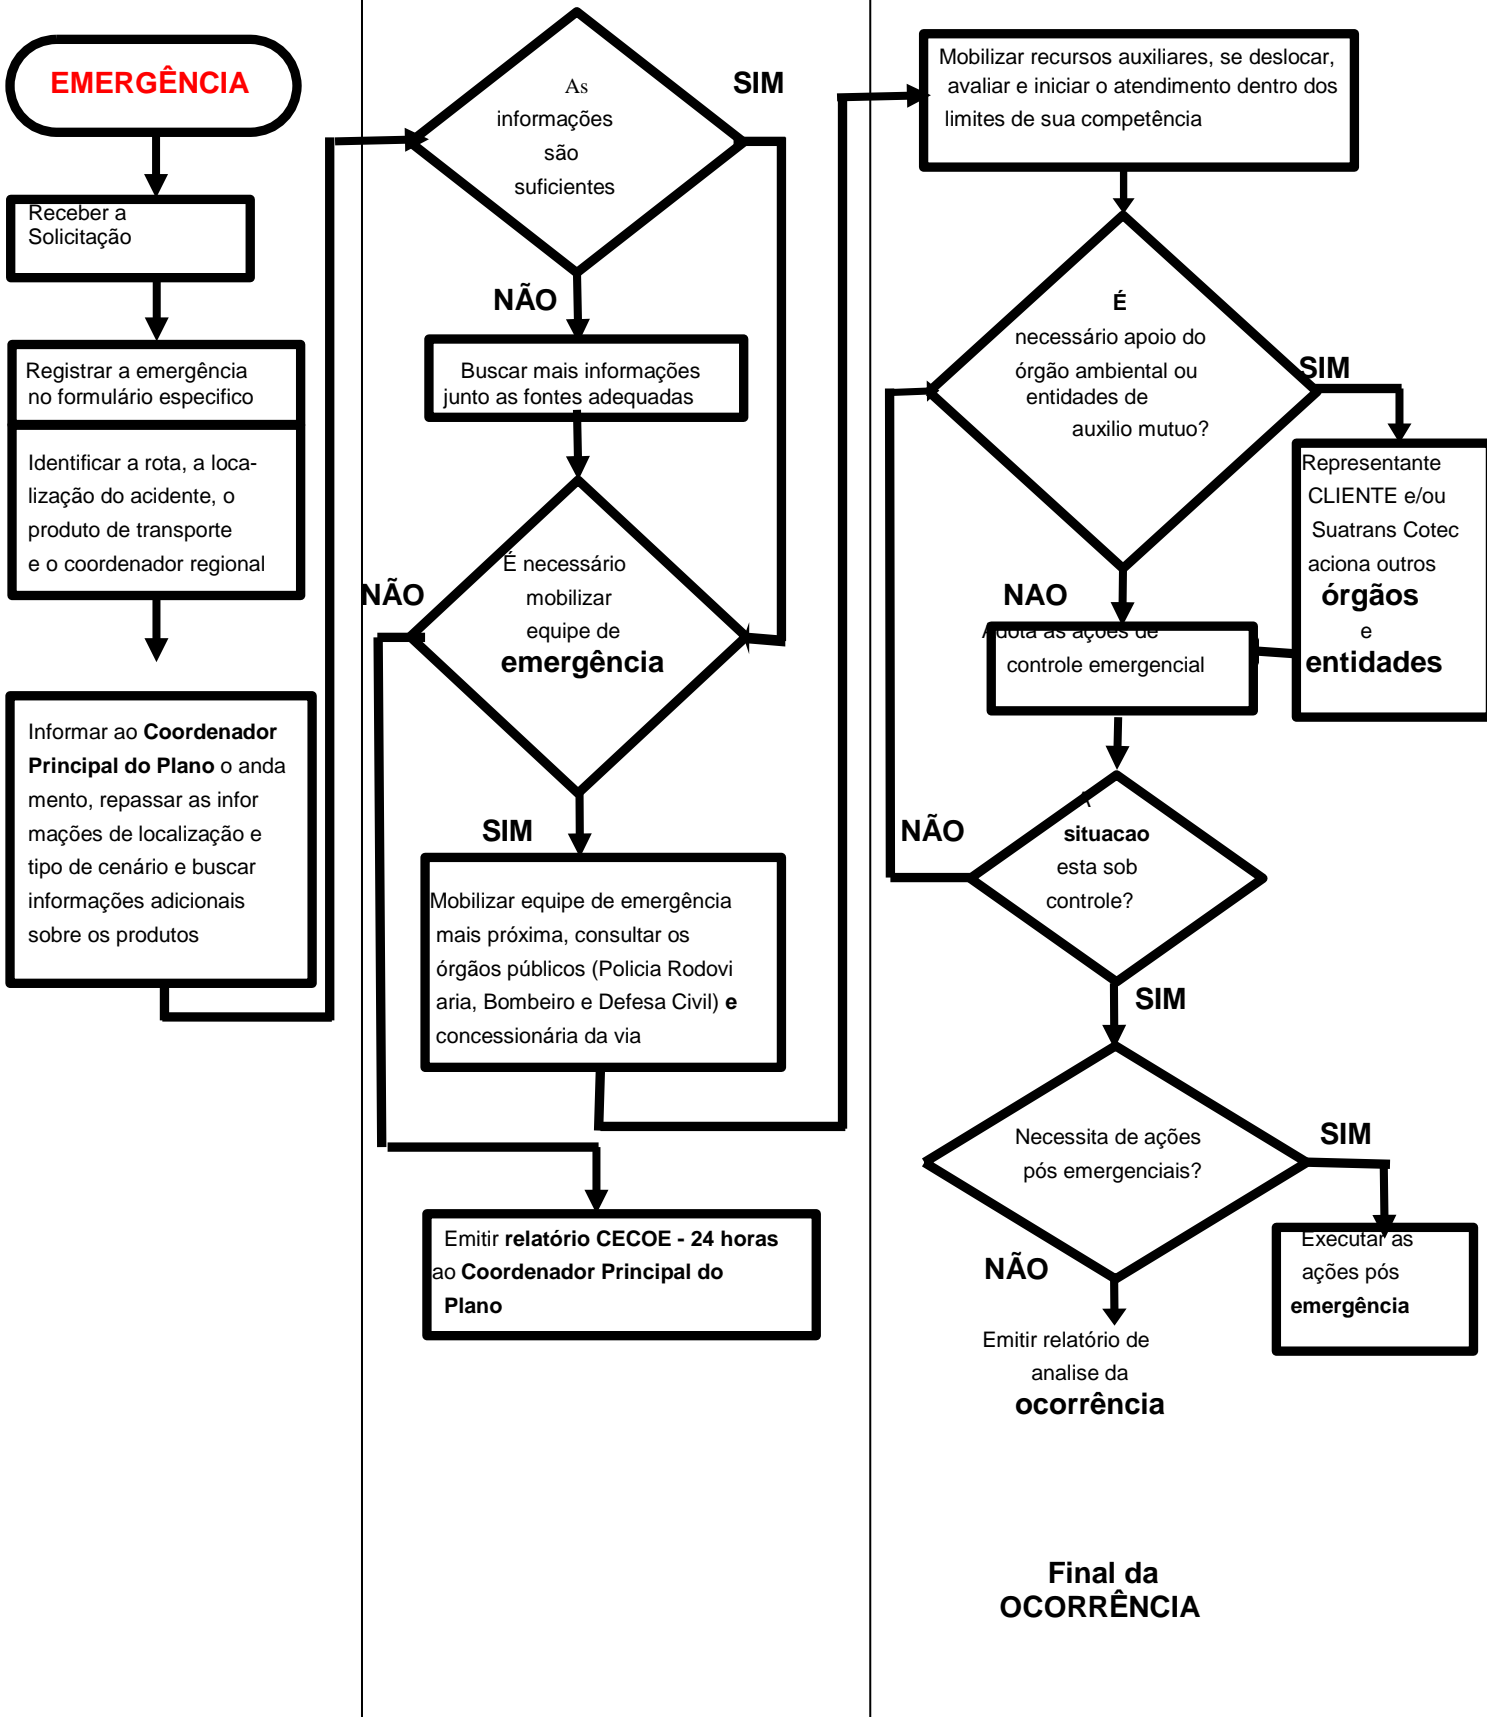 EMERGÊNCIA
Receber a
Solicitação
Registrar a emergência
no formulário especifico
Identificar a rota, a loca-
lização do acidente, o
produto de transporte
e o coordenador regional
Informar ao Coordenador
Principal do Plano o anda
mento, repassar as infor
mações de localização e
tipo de cenário e buscar
informações adicionais
sobre os produtos
As
informações
são
suficientes
SIM
NÃO
Buscar mais informações
junto as fontes adequadas
É necessário
mobilizar
equipe de
emergência
NÃO
SIM
Mobilizar equipe de emergência
mais próxima, consultar os
órgãos públicos (Policia Rodovi
aria, Bombeiro e Defesa Civil) e
concessionária da via
Emitir relatório CECOE - 24 horas
ao Coordenador Principal do
Plano
Mobilizar recursos auxiliares, se deslocar,
avaliar e iniciar o atendimento dentro dos
limites de sua competência
É
necessário apoio do
órgão ambiental ou
entidades de
auxilio mutuo?
SIM
Representante
CLIENTE e/ou
Suatrans Cotec
aciona outros
órgãos
e
entidades
NAO
Adota as ações de
controle emergencial
A
situacao
esta sob
controle?
NÃO
SIM
Necessita de ações
pós emergenciais?
SIM
Executar as
ações pós
emergência
NÃO
Emitir relatório de
analise da
ocorrência
Final da
OCORRÊNCIA